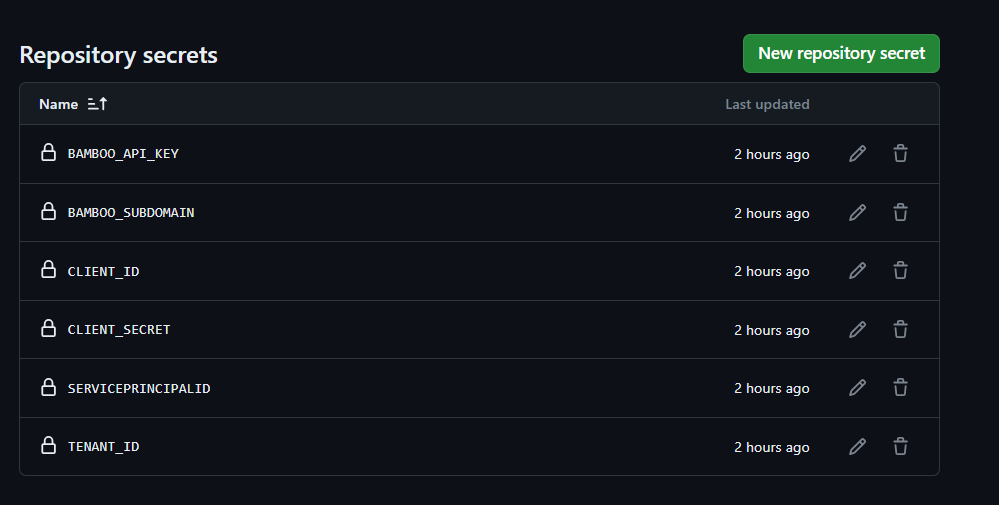 Repository secrets
New repository secret
Name
Last updated
BAMBOO_API_KEY
2 hours ago
BAMBOO_SUBDOMAIN
2 hours ago
CLIENT_ID
2 hours ago
CLIENT_SECRET
2 hours ago
SERVICEPRINCIPALID
2 hours ago
TENANT_ID
2 hours ago